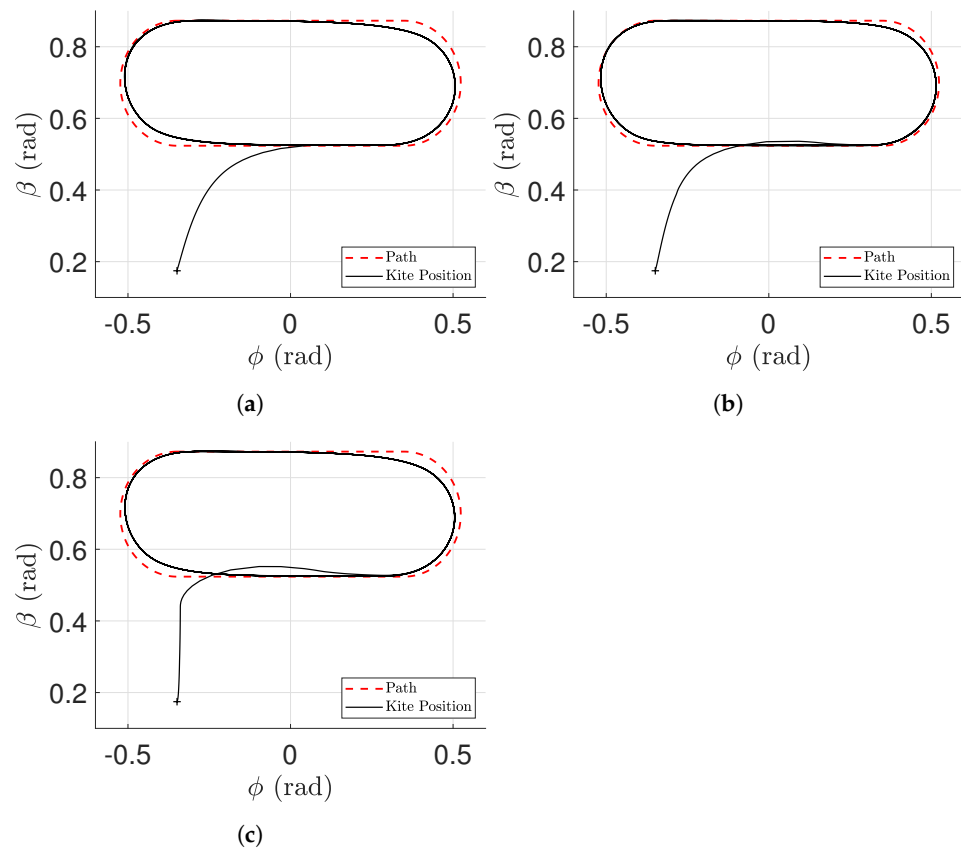 0.8
0.6
0.4
0.2
β (rad)
-0.5 0 0.5
ϕ (rad)
Path
Kite Position
(a)
0.8
0.6
0.4
0.2
β (rad)
-0.5 0 0.5
ϕ (rad)
Path
Kite Position
(b)
0.8
0.6
0.4
0.2
β (rad)
-0.5 0 0.5
ϕ (rad)
Path
Kite Position
(c)